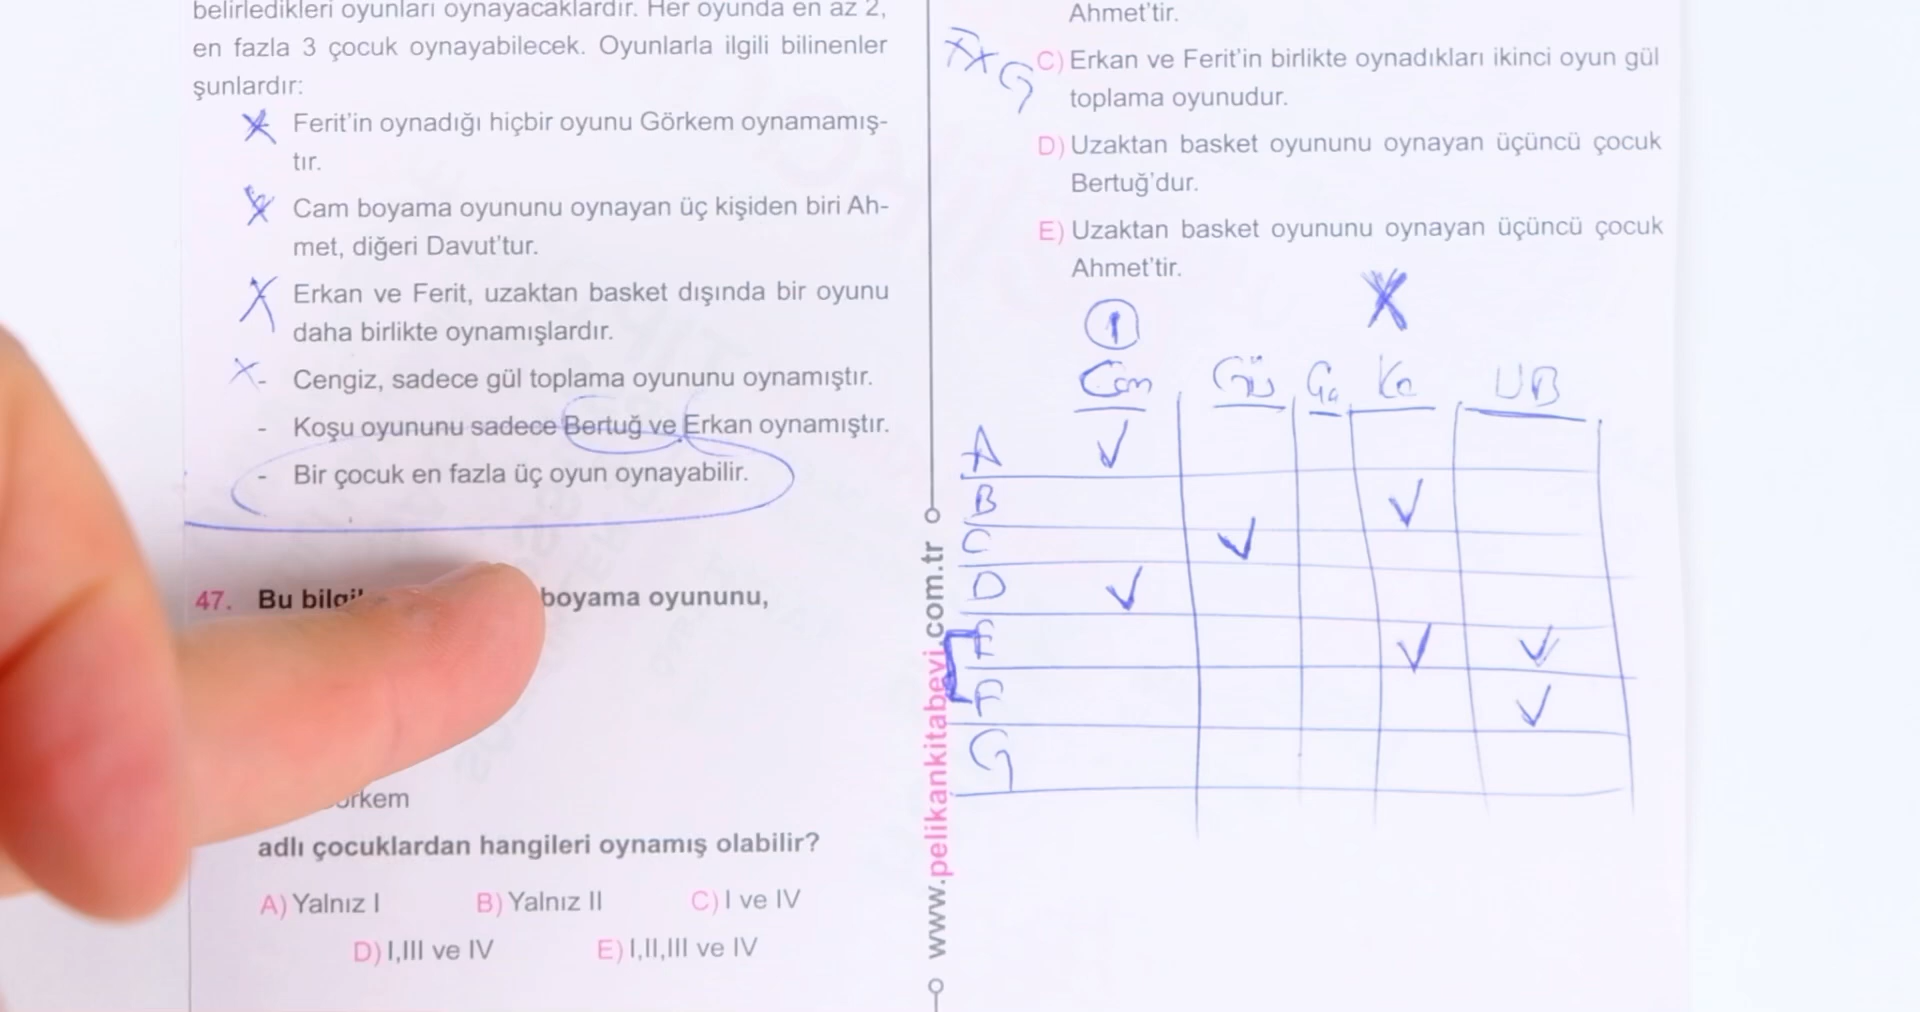 belirledikleri oyunları oynayacaklardır. Her oyunda en az 2,
en fazla 3 çocuk oynayabilecek. Oyunlarla ilgili bilinenler
şunlardır:
Ferit'in oynadığı hiçbir oyunu Görkem oynamamış-
tır.
Cam boyama oyununu oynayan üç kişiden biri Ah-
met, diğeri Davut'tur.
Erkan ve Ferit, uzaktan basket dışında bir oyunu
daha birlikte oynamışlardır.
- Cengiz, sadece gül toplama oyununu oynamıştır.
- Koşu oyununu sadece Bertuğ ve Erkan oynamıştır.
- Bir çocuk en fazla üç oyun oynayabilir.
47. Bu bilgil boyama oyununu,
örkem
adlı çocuklardan hangileri oynamış olabilir?
A) Yalnız I B) Yalnız II C) I ve IV
D) I,III ve IV E) I,II,III ve IV
www.pelikankitabevi.com.tr
Ahmet'tir.
C) Erkan ve Ferit'in birlikte oynadıkları ikinci oyun gül
toplama oyunudur.
D) Uzaktan basket oyununu oynayan üçüncü çocuk
Bertuğ'dur.
E) Uzaktan basket oyununu oynayan üçüncü çocuk
Ahmet'tir.
G
1
Cam Gü Ga Ko UB
A
B
C
D
E
F
G